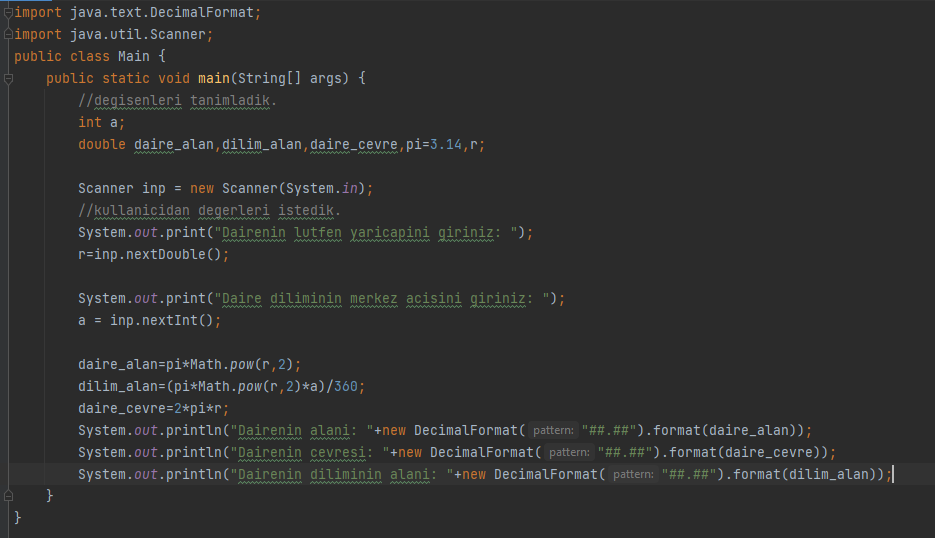 import java.text.DecimalFormat;
import java.util.Scanner;
public class Main {
    public static void main(String[] args) {
        //degisenleri tanimladik.
        int a;
        double daire_alan,dilim_alan,daire_cevre,pi=3.14,r;

        Scanner inp = new Scanner(System.in);
        //kullanicidan degerleri istedik.
        System.out.print("Dairenin lutfen yaricapini giriniz: ");
        r=inp.nextDouble();

        System.out.print("Daire diliminin merkez acisini giriniz: ");
        a = inp.nextInt();

        daire_alan=pi*Math.pow(r,2);
        dilim_alan=(pi*Math.pow(r,2)*a)/360;
        daire_cevre=2*pi*r;
        System.out.println("Dairenin alani: "+new DecimalFormat( pattern: "##.##").format(daire_alan));
        System.out.println("Dairenin cevresi: "+new DecimalFormat( pattern: "##.##").format(daire_cevre));
        System.out.println("Dairenin diliminin alani: "+new DecimalFormat( pattern: "##.##").format(dilim_alan));
    }
}